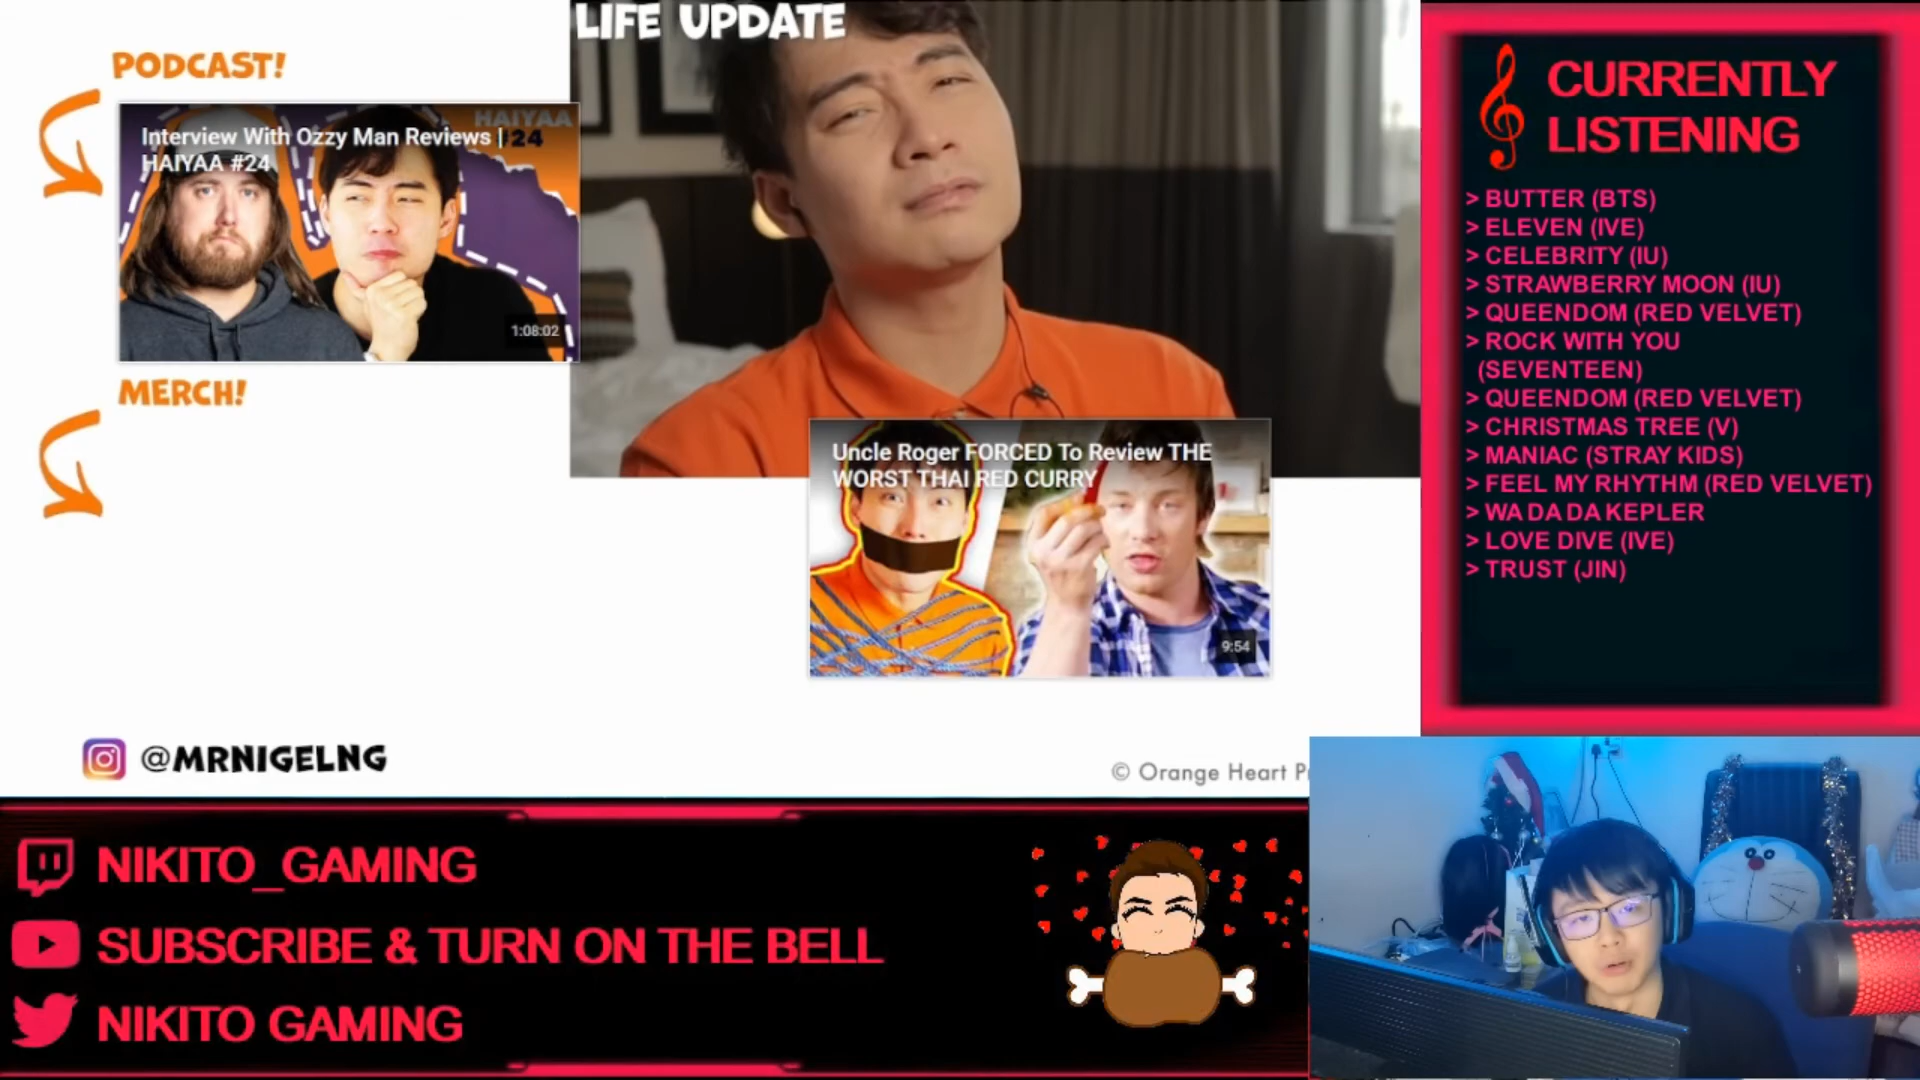 LIFE UPDATE
PODCAST!
HAIYAA
#24
Interview With Ozzy Man Reviews |
HAIYAA #24
1:08:02
MERCH!
Uncle Roger FORCED To Review THE
WORST THAI RED CURRY
9:54
@MRNIGELNG
© Orange Heart P
CURRENTLY
LISTENING
> BUTTER (BTS)
> ELEVEN (IVE)
> CELEBRITY (IU)
> STRAWBERRY MOON (IU)
> QUEENDOM (RED VELVET)
> ROCK WITH YOU
(SEVENTEEN)
> QUEENDOM (RED VELVET)
> CHRISTMAS TREE (V)
> MANIAC (STRAY KIDS)
> FEEL MY RHYTHM (RED VELVET)
> WA DA DA KEPLER
> LOVE DIVE (IVE)
> TRUST (JIN)
NIKITO_GAMING
SUBSCRIBE & TURN ON THE BELL
NIKITO GAMING